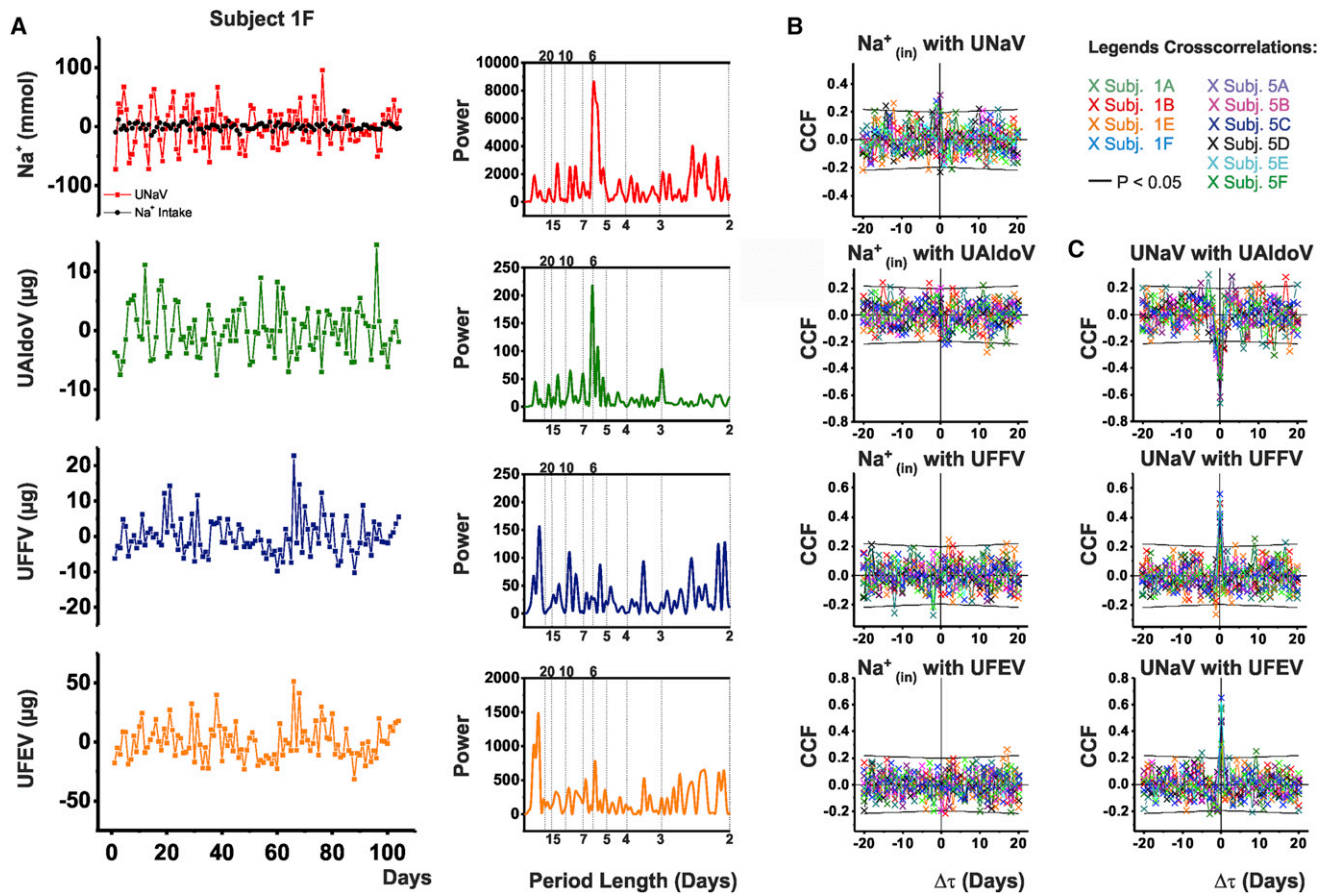 A
Subject 1F
100
0
-100
Na⁺ (mmol)
UNaV
Na⁺ Intake
20 10 6
10000
8000
6000
4000
2000
0
Power
15 7 5 4 3 2
10
0
-10
UAldoV (µg)
20 10 6
250
200
150
100
50
0
Power
15 7 5 4 3 2
20
10
0
-10
-20
UFFV (µg)
20 10 6
250
200
150
100
50
0
Power
15 7 5 4 3 2
50
0
-50
UFEV (µg)
0 20 40 60 80 100
Days
20 10 6
2000
1500
1000
500
0
Power
15 7 5 4 3 2
Period Length (Days)
B
Na⁺ (in) with UNaV
0.4
0.2
0.0
-0.2
-0.4
CCF
-20 -10 0 10 20
Legends Crosscorrelations:
X Subj. 1A
X Subj. 1B
X Subj. 1E
X Subj. 1F
P < 0.05
X Subj. 5A
X Subj. 5B
X Subj. 5C
X Subj. 5D
X Subj. 5E
X Subj. 5F
Na⁺ (in) with UAldoV
0.2
0.0
-0.2
-0.4
-0.6
-0.8
CCF
-20 -10 0 10 20
Na⁺ (in) with UFFV
0.6
0.4
0.2
0.0
-0.2
CCF
-20 -10 0 10 20
Na⁺ (in) with UFEV
0.8
0.6
0.4
0.2
0.0
-0.2
CCF
-20 -10 0 10 20
Δτ (Days)
C
UNaV with UAldoV
0.2
0.0
-0.2
-0.4
-0.6
-0.8
CCF
-20 -10 0 10 20
UNaV with UFFV
0.6
0.4
0.2
0.0
-0.2
CCF
-20 -10 0 10 20
UNaV with UFEV
0.8
0.6
0.4
0.2
0.0
-0.2
CCF
-20 -10 0 10 20
Δτ (Days)